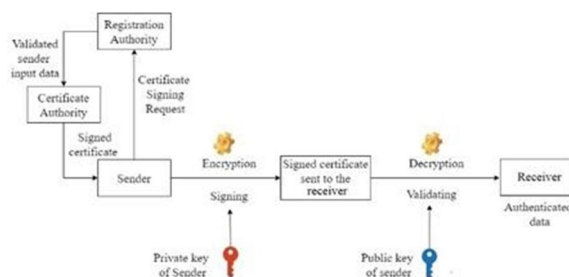 Registration
Authority
Validated
sender
input data
Certificate
Signing
Request
Certificate
Authority
Signed
certificate
Sender
Encryption
Signing
Signed certificate
sent to the
receiver
Decryption
Validating
Receiver
Authenticated
data
Private key
of Sender
Public key
of sender